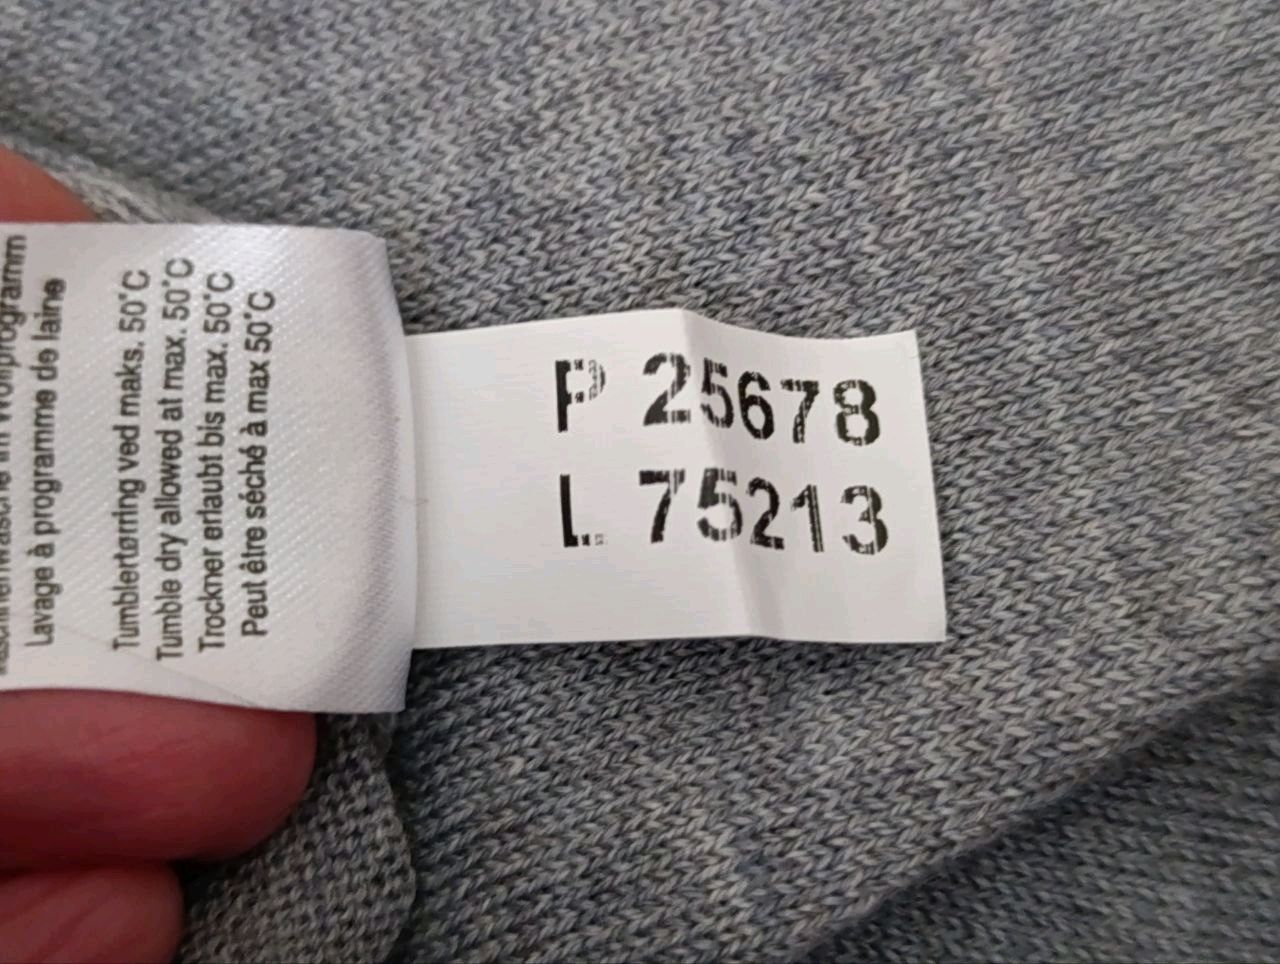 Lavage à programme de laine
Tumblertørring ved maks. 50°C
Tumble dry allowed at max. 50°C
Trockner erlaubt bis max. 50°C
Peut être séché à max 50°C
P 25678
L 75213